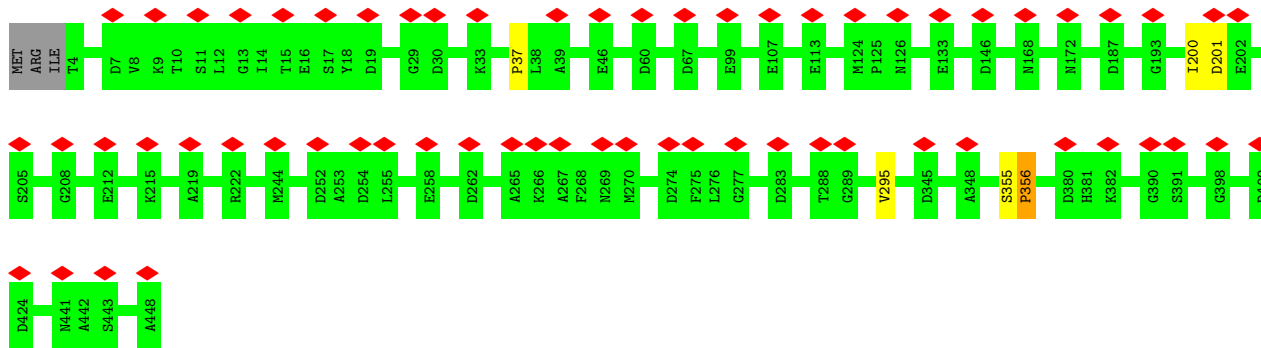 MET ARG ILE T4 D7 V8 K9 T10 S11 L12 G13 I14 T15 E16 S17 Y18 D19 G29 D30 K33 P37 L38 A39 E46 D60 D67 E99 E107 E113 M124 P125 N126 E133 D146 N168 N172 D187 G193 I200 D201 E202
S205 G208 E212 K215 A219 R222 M244 D252 A253 D254 L255 E258 D262 A265 K266 A267 F268 N269 M270 D274 F275 L276 G277 D283 T288 G289 V295 D345 A348 S355 P356 D380 H381 K382 G390 S391 G398
D424 N441 A442 S443 A448